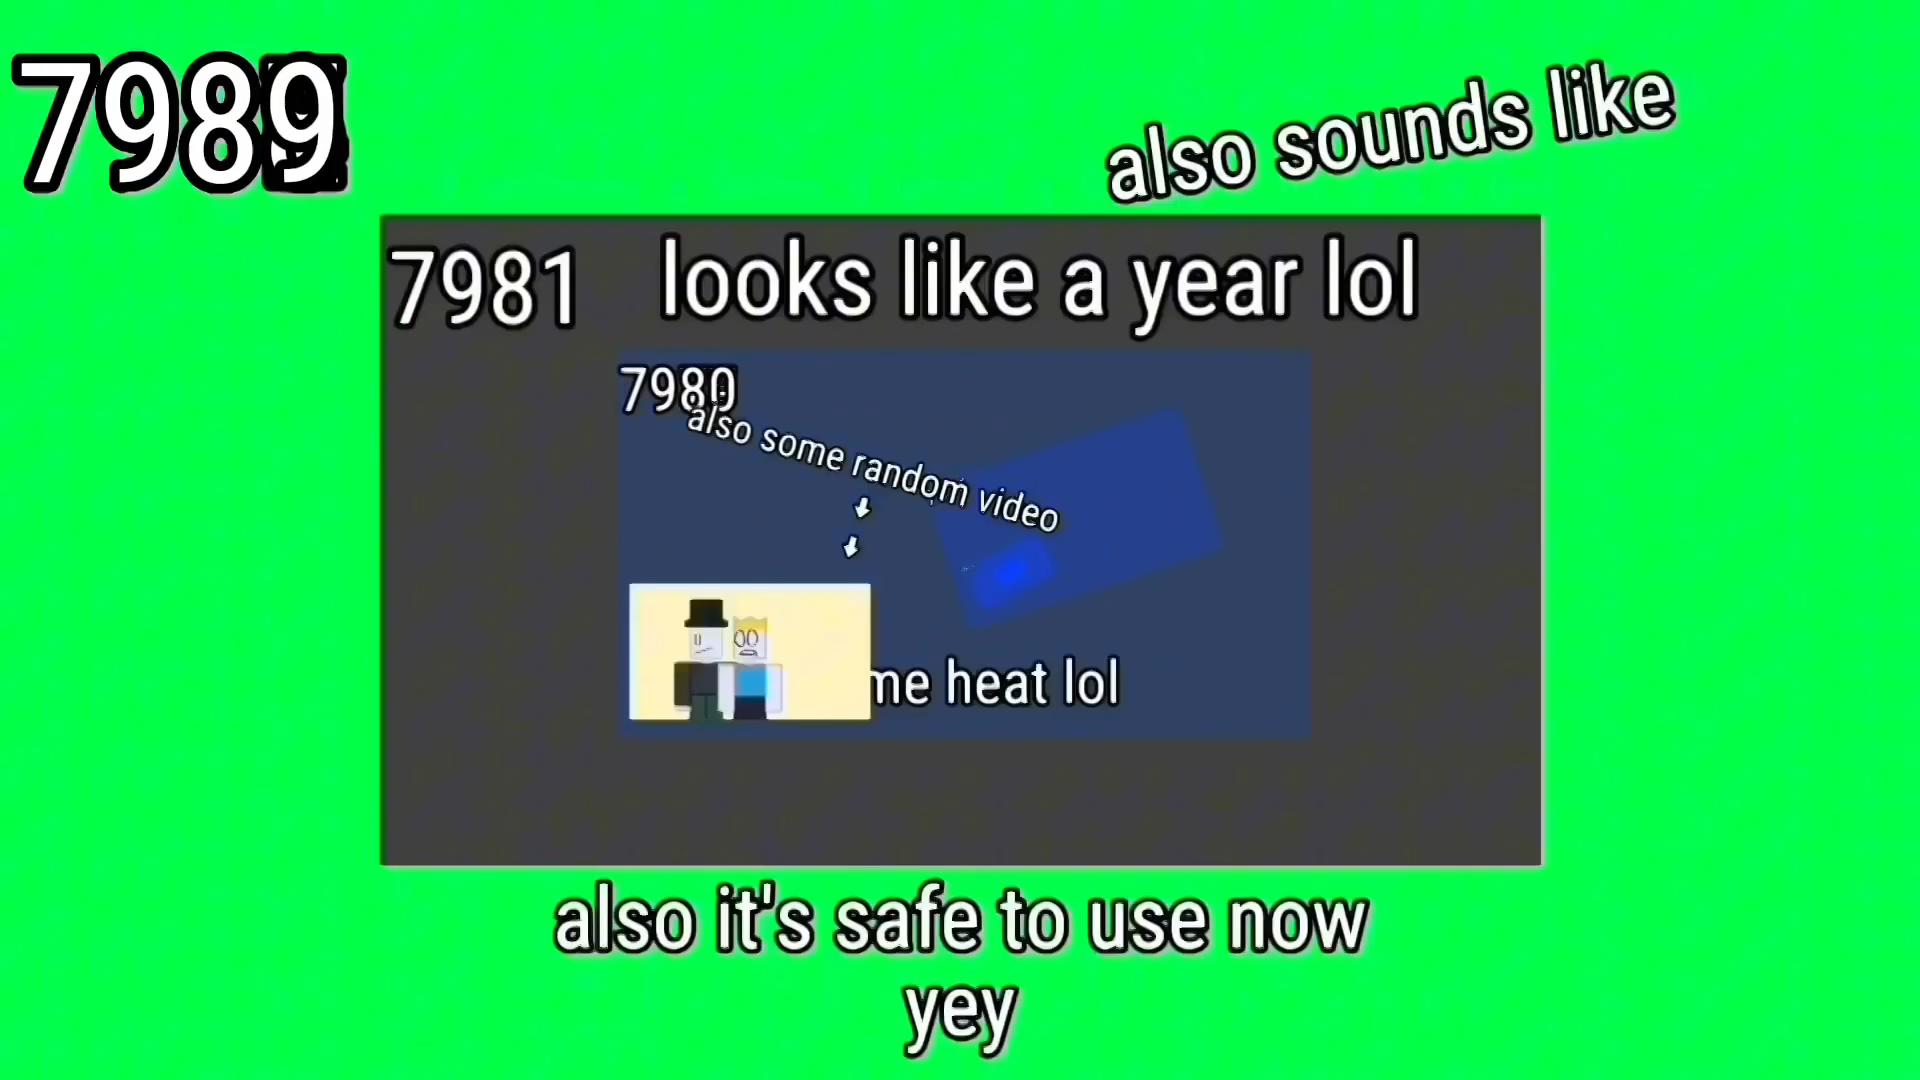 7989
also sounds like
7981 looks like a year lol
7980
also some random video
me heat lol
also it's safe to use now
yey